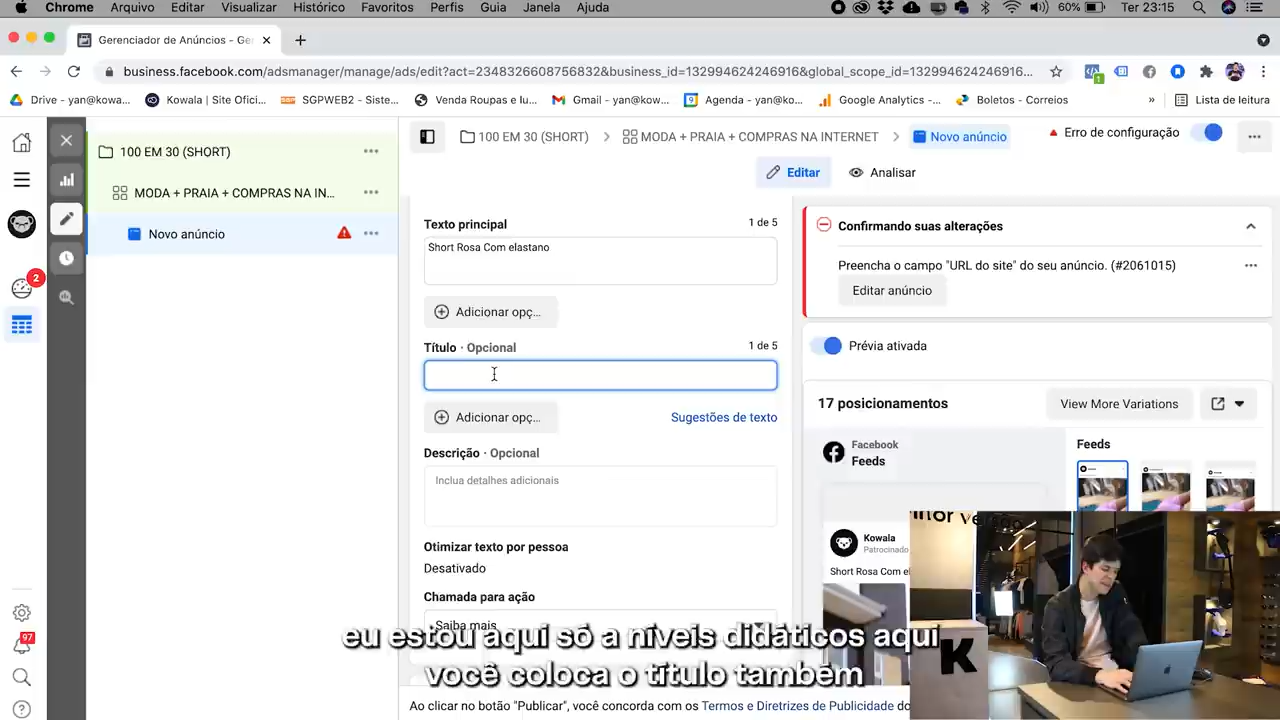 Chrome Arquivo Editar Visualizar Histórico Favoritos Perfis Guia Janela Ajuda 60% Ter 23:15
Gerenciador de Anúncios - Ge
business.facebook.com/adsmanager/manage/ads/edit?act=2348326608756832&business_id=132994624246916&global_scope_id=132994624246916...
Drive - yan@kowa... Kowala | Site Ofici... SGPWEB2 - Siste... Venda Roupas e lu... Gmail - yan@kow... Agenda - yan@ko... Google Analytics -... Boletos - Correios » Lista de leitura
100 EM 30 (SHORT)
MODA + PRAIA + COMPRAS NA IN...
Novo anúncio
2
97
100 EM 30 (SHORT) MODA + PRAIA + COMPRAS NA INTERNET Novo anúncio Erro de configuração
Editar Analisar
Texto principal 1 de 5
Short Rosa Com elastano
Adicionar opç...
Título · Opcional 1 de 5
Adicionar opç... Sugestões de texto
Descrição · Opcional
Inclua detalhes adicionais
Otimizar texto por pessoa
Desativado
Chamada para ação
Saiba mais
Ao clicar no botão "Publicar", você concorda com os Termos e Diretrizes de Publicidade do
Confirmando suas alterações
Preencha o campo "URL do site" do seu anúncio. (#2061015)
Editar anúncio
Prévia ativada
17 posicionamentos View More Variations
Facebook
Feeds
Feeds
Kowala
Patrocinado
Short Rosa Com el
K
eu estou aqui só a níveis didáticos aqui
você coloca o título também